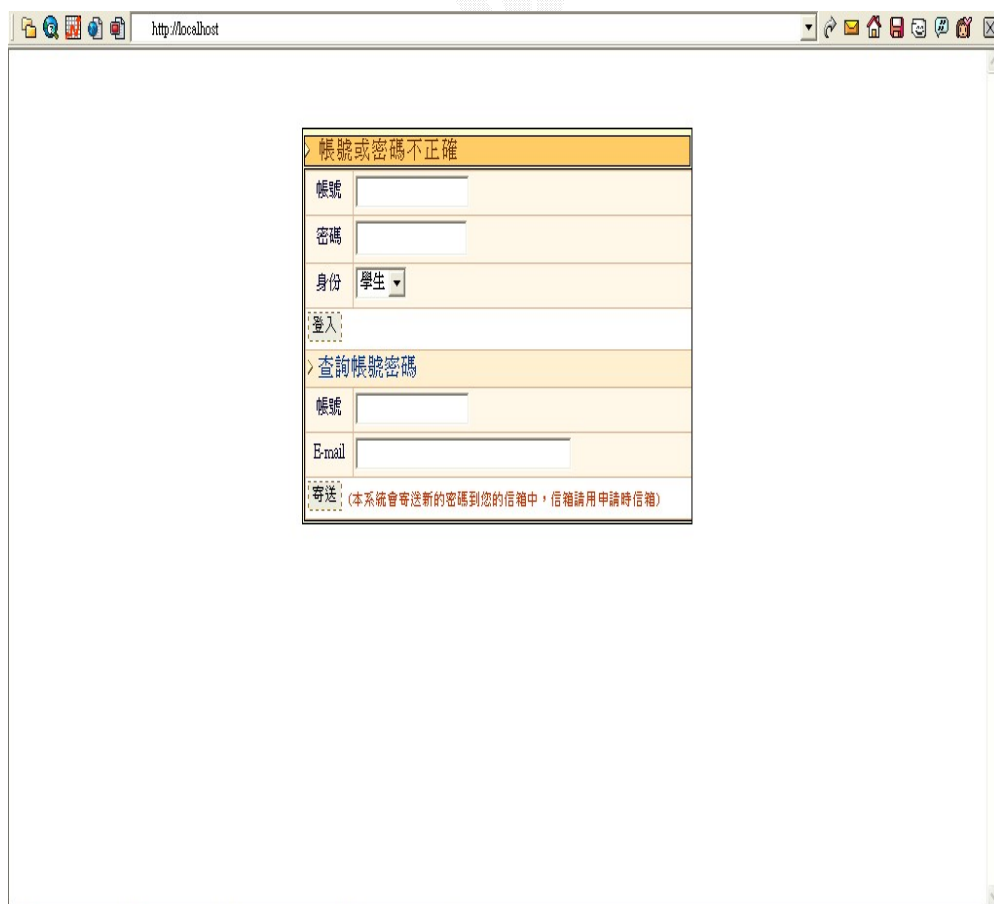 http://localhost
帳號或密碼不正確
帳號
密碼
身份 學生
登入
查詢帳號密碼
帳號
E-mail
寄送 (本系統會寄送新的密碼到您的信箱中，信箱請用申請時信箱)